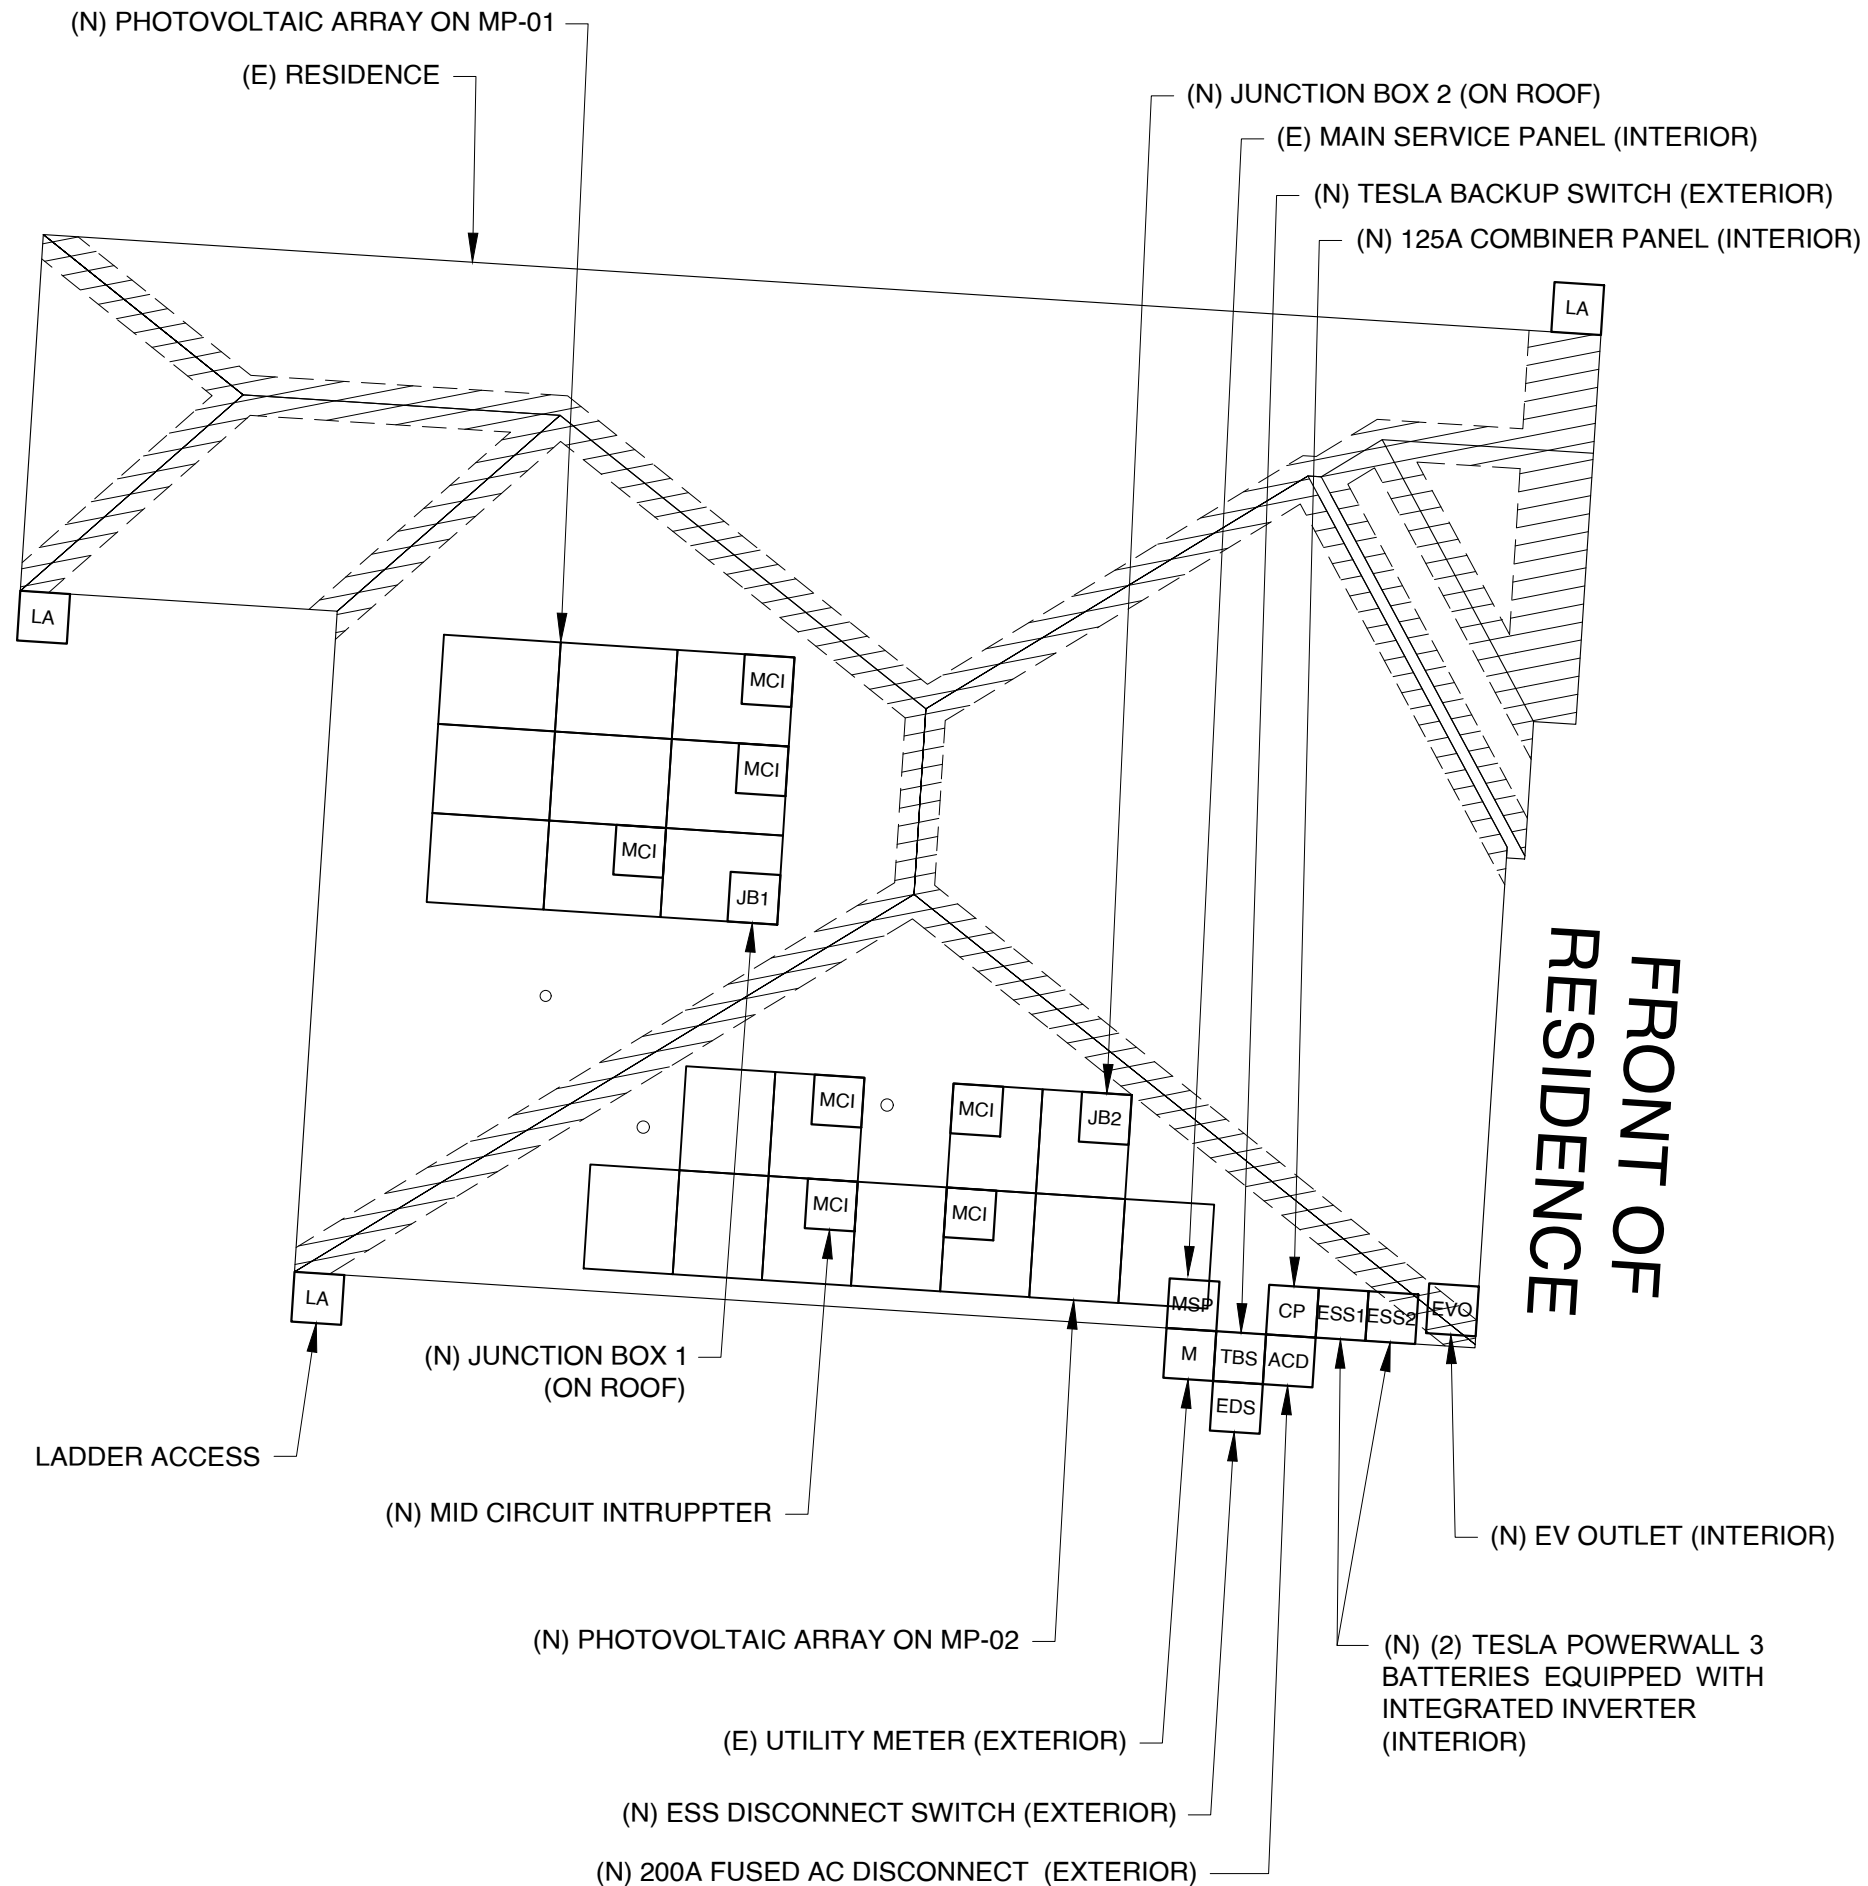 (N) PHOTOVOLTAIC ARRAY ON MP-01
(E) RESIDENCE
(N) JUNCTION BOX 2 (ON ROOF)
(E) MAIN SERVICE PANEL (INTERIOR)
(N) TESLA BACKUP SWITCH (EXTERIOR)
(N) 125A COMBINER PANEL (INTERIOR)
LA
LA
MCI
MCI
MCI
JB1
FRONT OF
RESIDENCE
MCI
MCI
JB2
MCI
MCI
LA
MSP
CP
ESS1
ESS2
EVO
M
TBS
ACD
EDS
(N) JUNCTION BOX 1
(ON ROOF)
LADDER ACCESS
(N) MID CIRCUIT INTRUPPTER
(N) EV OUTLET (INTERIOR)
(N) PHOTOVOLTAIC ARRAY ON MP-02
(N) (2) TESLA POWERWALL 3
BATTERIES EQUIPPED WITH
INTEGRATED INVERTER
(INTERIOR)
(E) UTILITY METER (EXTERIOR)
(N) ESS DISCONNECT SWITCH (EXTERIOR)
(N) 200A FUSED AC DISCONNECT (EXTERIOR)